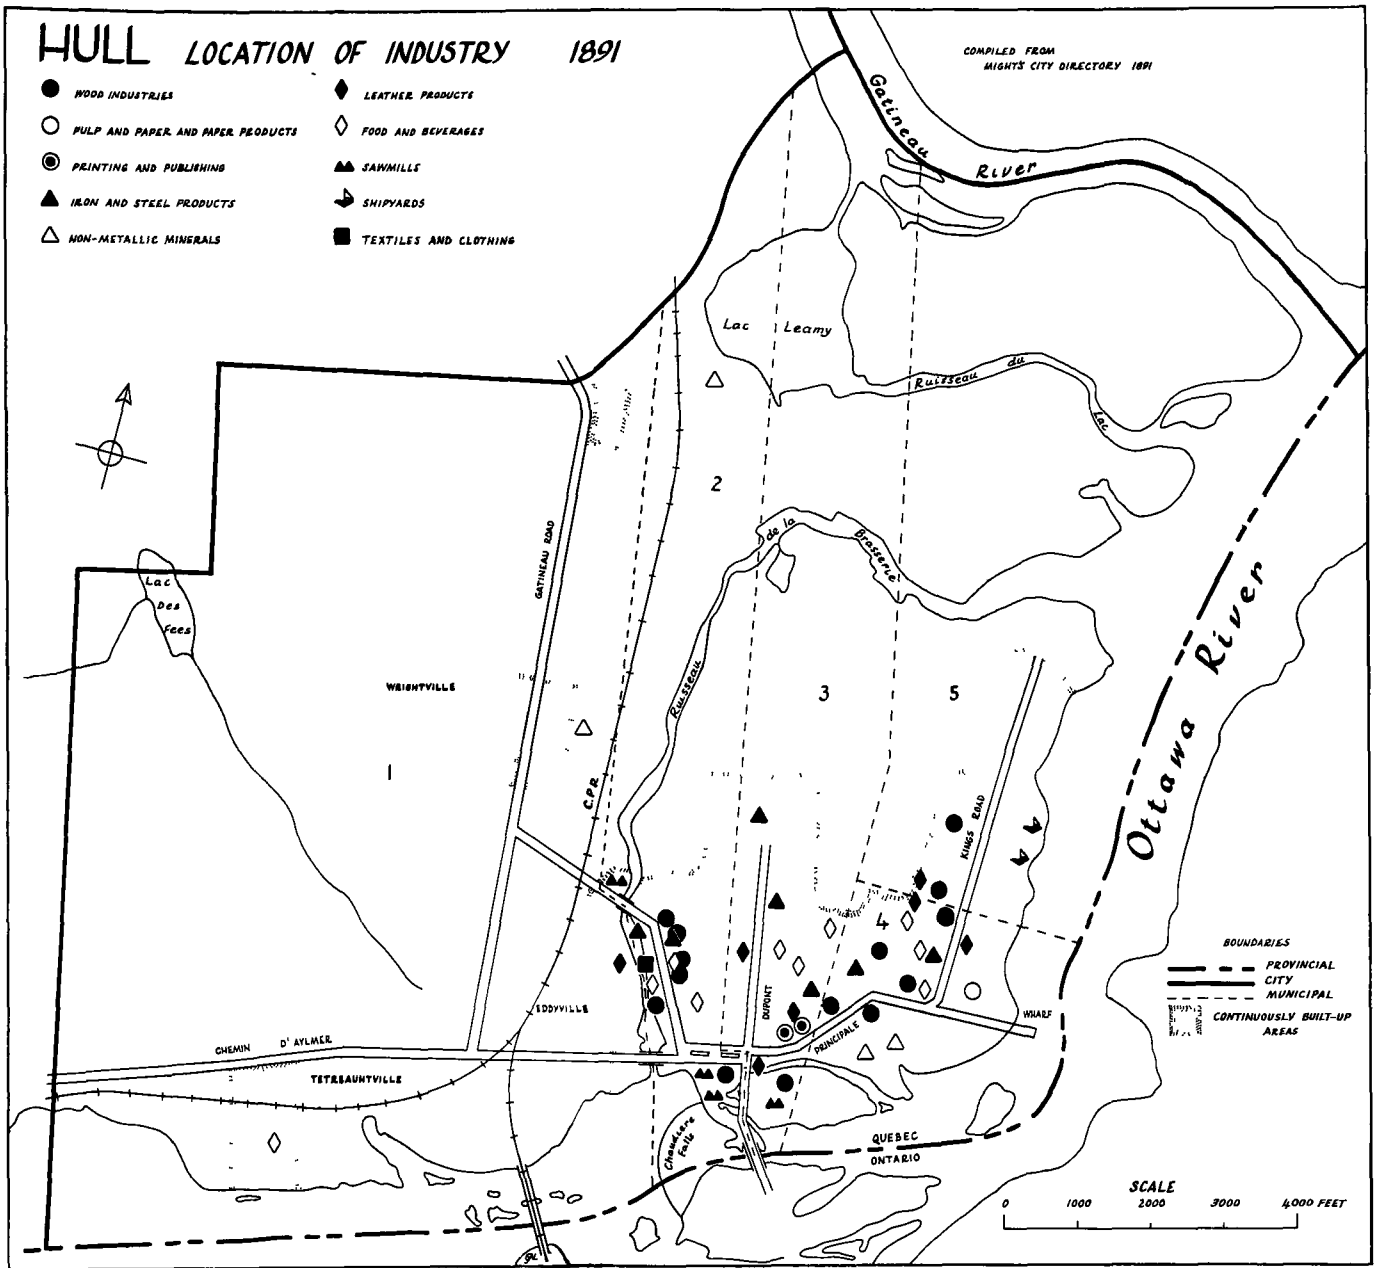 HULL LOCATION OF INDUSTRY 1891
COMPILED FROM
MIGHT'S CITY DIRECTORY 1891
WOOD INDUSTRIES
PULP AND PAPER AND PAPER PRODUCTS
PRINTING AND PUBLISHING
IRON AND STEEL PRODUCTS
NON-METALLIC MINERALS
LEATHER PRODUCTS
FOOD AND BEVERAGES
SAWMILLS
SHIPYARDS
TEXTILES AND CLOTHING
Gatineau River
Lac Leamy
Ruisseau du Lac
2
Ruisseau de la Brasserie
GATINEAU ROAD
Lac
Des
Fees
WRIGHTVILLE
1
3
5
C.P.R.
KINGS ROAD
Ottawa River
4
DUPONT
EDDYVILLE
PRINCIPALE
WHARF
CHEMIN D'AYLMER
TETREAUNTVILLE
Chaudiere
Falls
QUEBEC
ONTARIO
BOUNDARIES
PROVINCIAL
CITY
MUNICIPAL
CONTINUOUSLY BUILT-UP
AREAS
SCALE
0 1000 2000 3000 4000 FEET